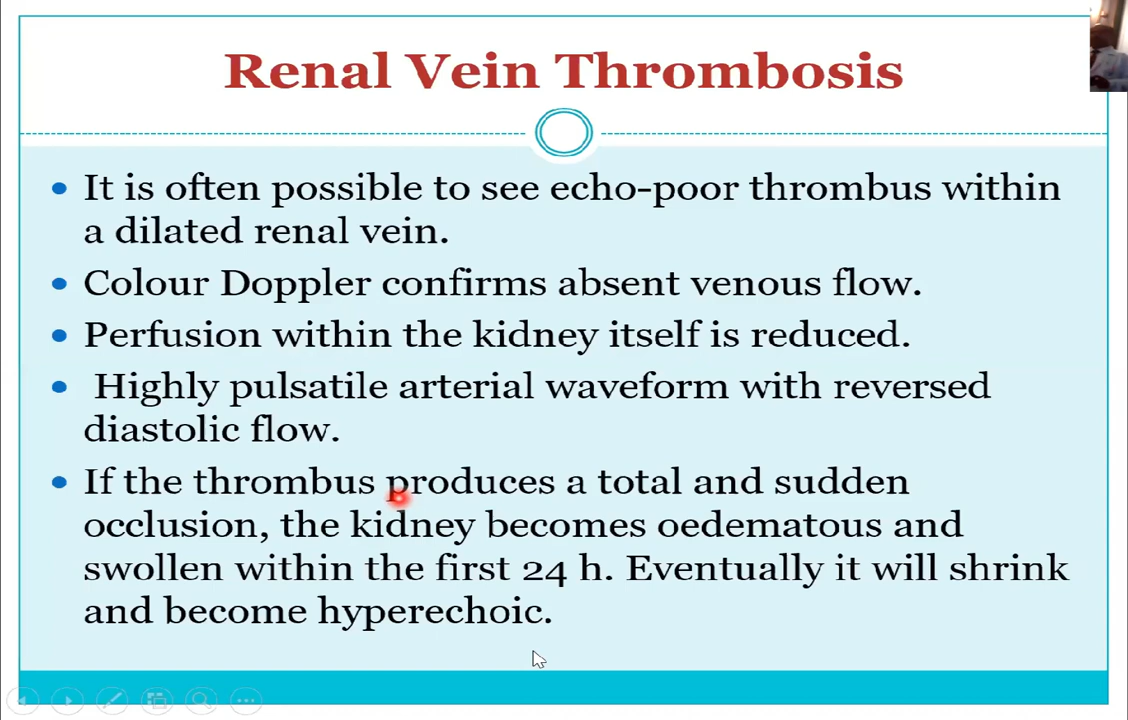 Renal Vein Thrombosis
• It is often possible to see echo-poor thrombus within
a dilated renal vein.
• Colour Doppler confirms absent venous flow.
• Perfusion within the kidney itself is reduced.
• Highly pulsatile arterial waveform with reversed
diastolic flow.
• If the thrombus produces a total and sudden
occlusion, the kidney becomes oedematous and
swollen within the first 24 h. Eventually it will shrink
and become hyperechoic.